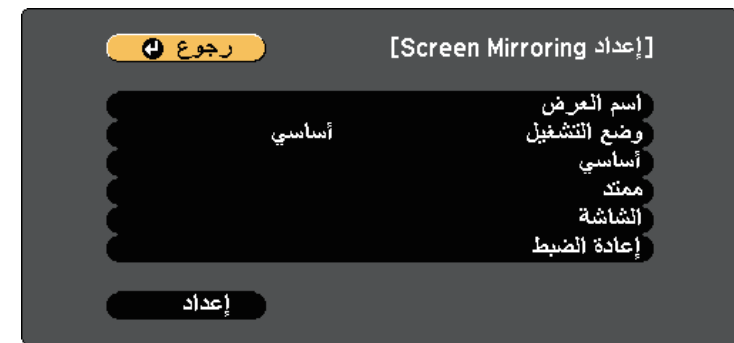 [إعداد Screen Mirroring]
رجوع
اسم العرض
وضع التشغيل أساسي
أساسي
ممتد
الشاشة
إعادة الضبط
إعداد